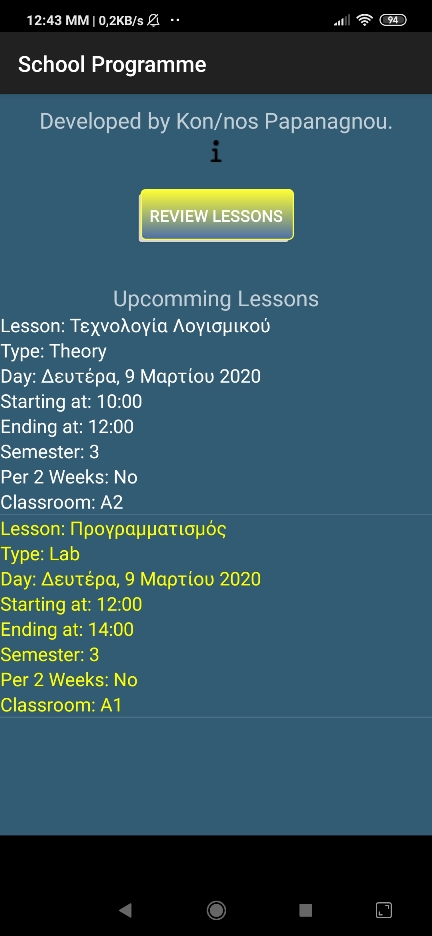 12:43 ΜΜ | 0,2KB/s
94
School Programme
Developed by Kon/nos Papanagnou.
i
REVIEW LESSONS
Upcomming Lessons
Lesson: Τεχνολογία Λογισμικού
Type: Theory
Day: Δευτέρα, 9 Μαρτίου 2020
Starting at: 10:00
Ending at: 12:00
Semester: 3
Per 2 Weeks: No
Classroom: A2
Lesson: Προγραμματισμός
Type: Lab
Day: Δευτέρα, 9 Μαρτίου 2020
Starting at: 12:00
Ending at: 14:00
Semester: 3
Per 2 Weeks: No
Classroom: A1